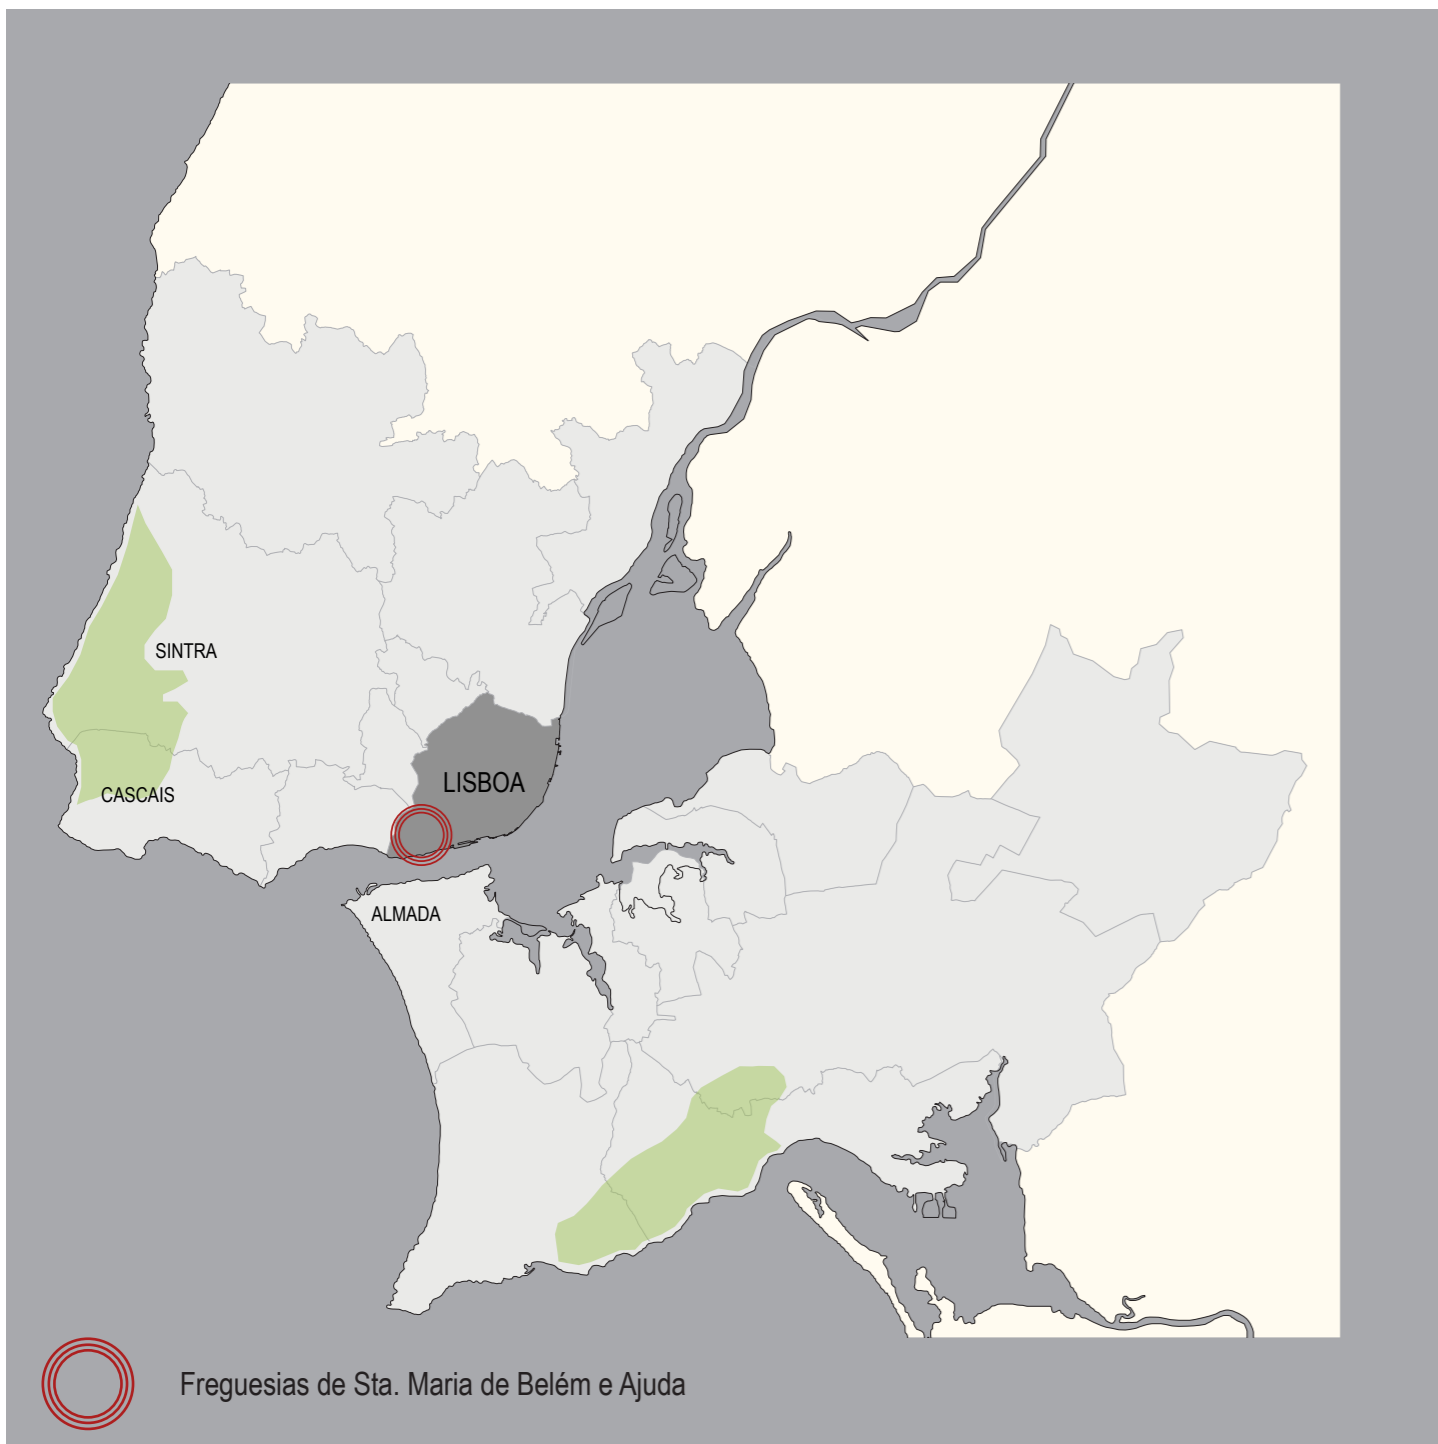 SINTRA
LISBOA
CASCAIS
ALMADA
Freguesias de Sta. Maria de Belém e Ajuda